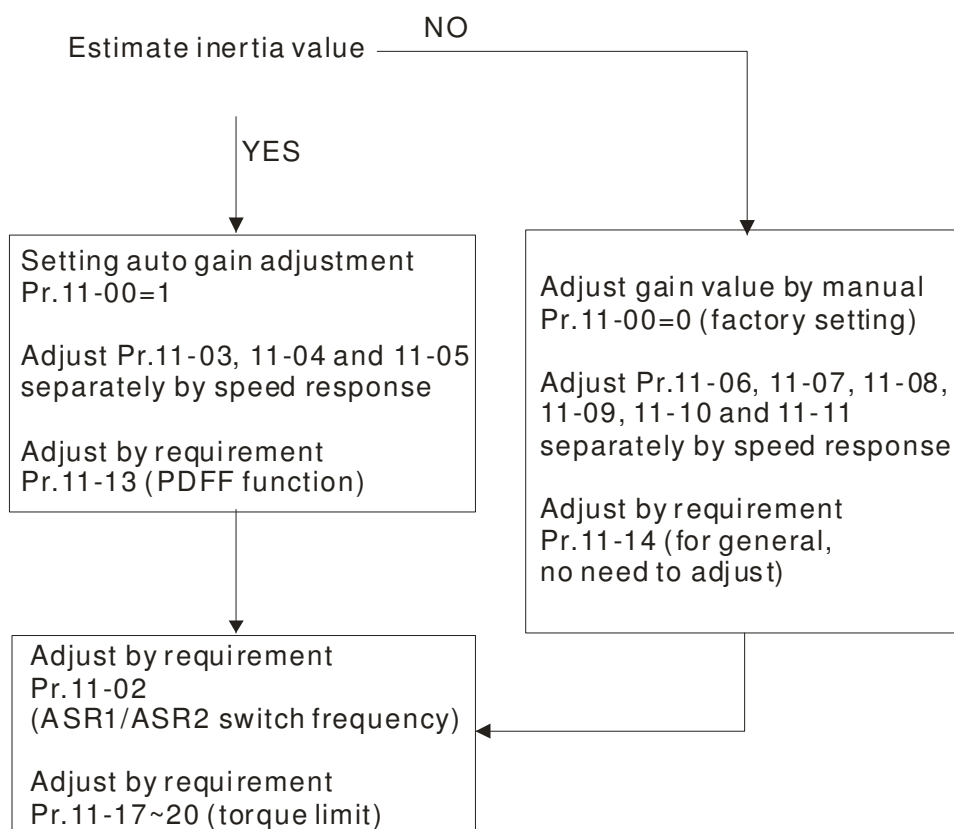 NO
Estimate inertia value
YES
Setting auto gain adjustment
Pr.11-00=1
Adjust Pr.11-03, 11-04 and 11-05
separately by speed response
Adjust by requirement
Pr.11-13 (PDFF function)
Adjust gain value by manual
Pr.11-00=0 (factory setting)
Adjust Pr.11-06, 11-07, 11-08,
11-09, 11-10 and 11-11
separately by speed response
Adjust by requirement
Pr.11-14 (for general,
no need to adjust)
Adjust by requirement
Pr.11-02
(ASR1/ASR2 switch frequency)
Adjust by requirement
Pr.11-17~20 (torque limit)